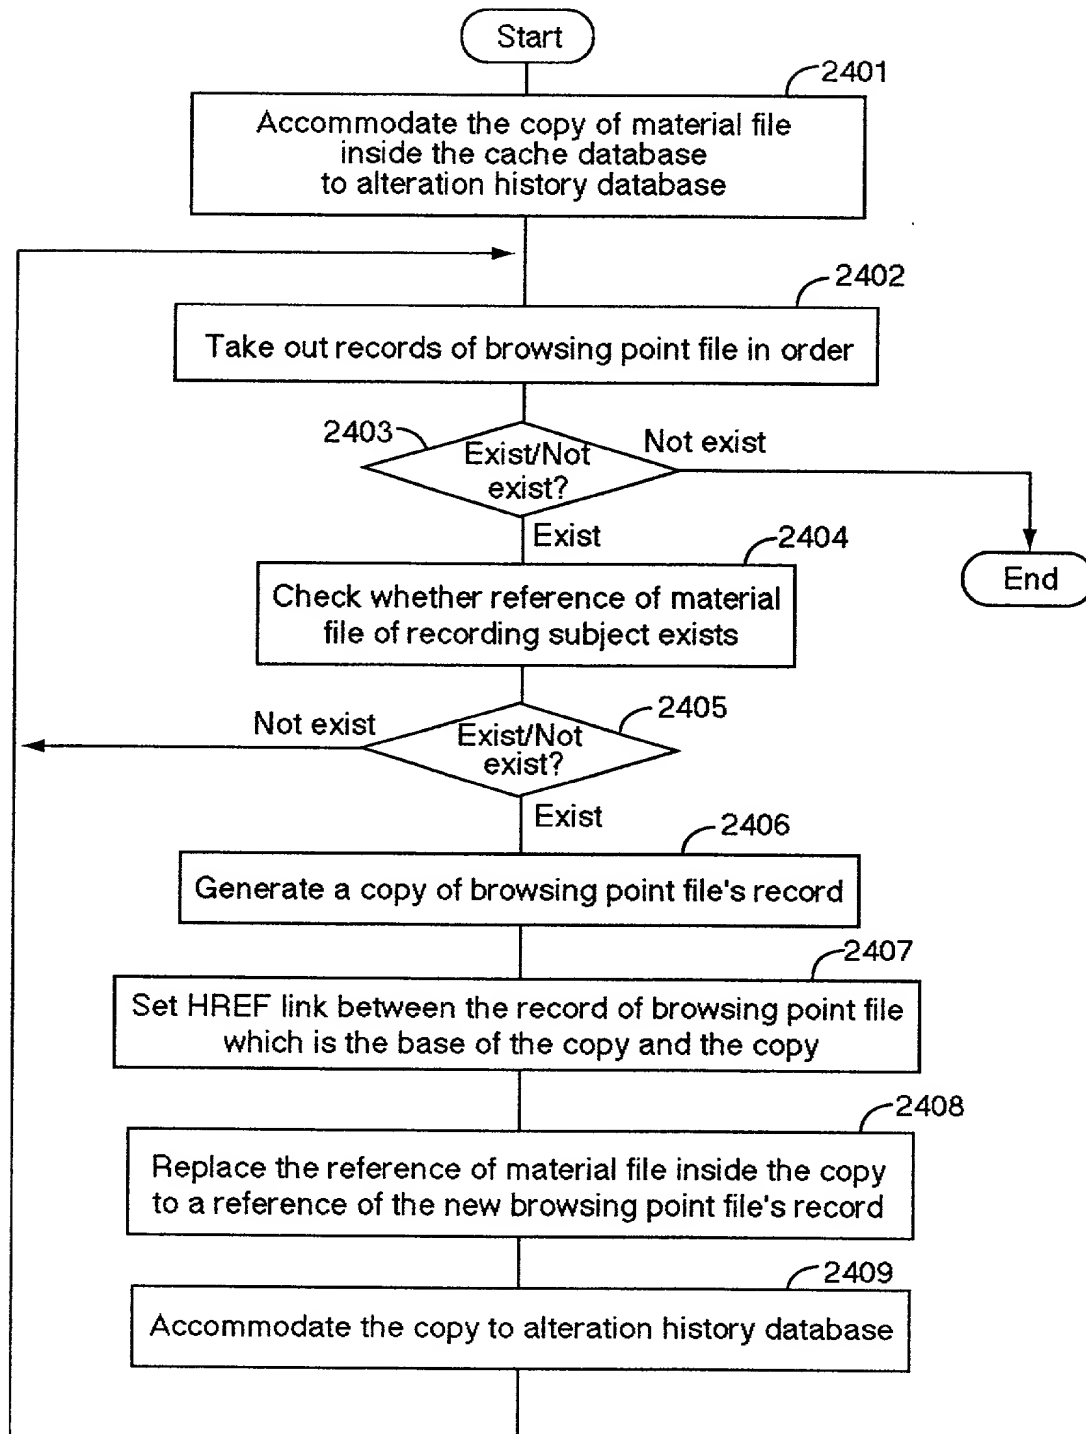 Start
2401
Accommodate the copy of material file
inside the cache database
to alteration history database
2402
Take out records of browsing point file in order
2403
Exist/Not
exist?
Not exist
Exist
End
2404
Check whether reference of material
file of recording subject exists
2405
Not exist
Exist/Not
exist?
Exist
2406
Generate a copy of browsing point file's record
2407
Set HREF link between the record of browsing point file
which is the base of the copy and the copy
2408
Replace the reference of material file inside the copy
to a reference of the new browsing point file's record
2409
Accommodate the copy to alteration history database